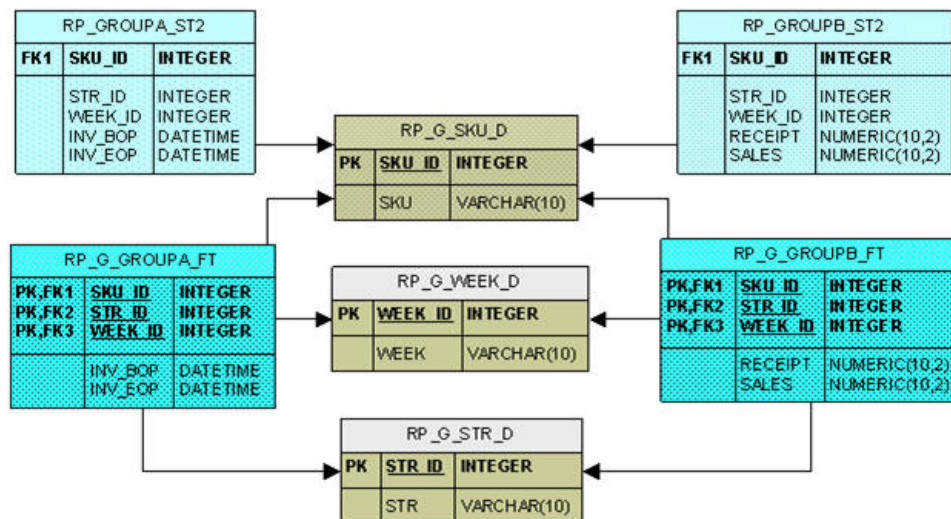 RP_GROUPA_ST2
FK1 SKU_ID INTEGER
STR_ID INTEGER
WEEK_ID INTEGER
INV_BOP DATETIME
INV_EOP DATETIME
RP_GROUPB_ST2
FK1 SKU_ID INTEGER
STR_ID INTEGER
WEEK_ID INTEGER
RECEIPT NUMERIC(10,2)
SALES NUMERIC(10,2)
RP_G_SKU_D
PK SKU_ID INTEGER
SKU VARCHAR(10)
RP_G_GROUPA_FT
PK,FK1 SKU_ID INTEGER
PK,FK2 STR_ID INTEGER
PK,FK3 WEEK_ID INTEGER
INV_BOP DATETIME
INV_EOP DATETIME
RP_G_WEEK_D
PK WEEK_ID INTEGER
WEEK VARCHAR(10)
RP_G_GROUPB_FT
PK,FK1 SKU_ID INTEGER
PK,FK2 STR_ID INTEGER
PK,FK3 WEEK_ID INTEGER
RECEIPT NUMERIC(10,2)
SALES NUMERIC(10,2)
RP_G_STR_D
PK STR_ID INTEGER
STR VARCHAR(10)